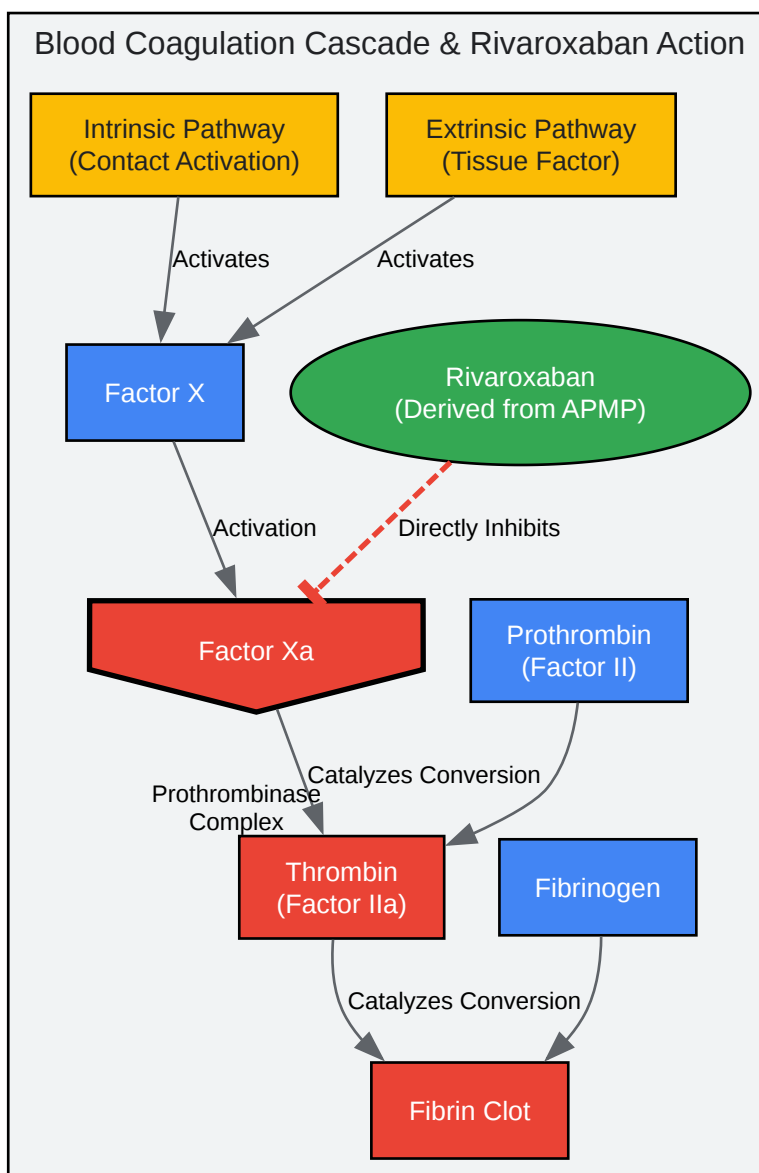 Blood Coagulation Cascade & Rivaroxaban Action
Intrinsic Pathway
(Contact Activation)
Extrinsic Pathway
(Tissue Factor)
Activates
Activates
Factor X
Rivaroxaban
(Derived from APMP)
Activation
Directly Inhibits
Factor Xa
Prothrombin
(Factor II)
Catalyzes Conversion
Prothrombinase
Complex
Thrombin
(Factor IIa)
Fibrinogen
Catalyzes Conversion
Fibrin Clot